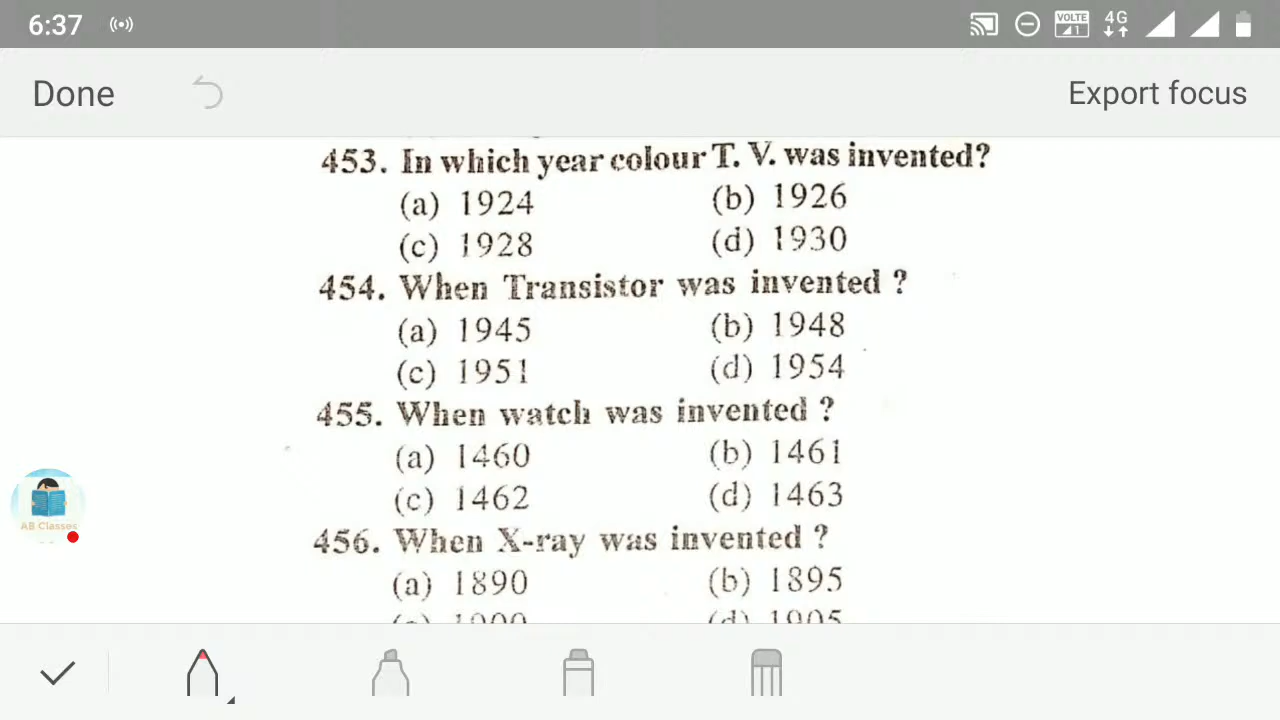 6:37
VOLTE 1 4G
Done
Export focus
453. In which year colour T. V. was invented?
(a) 1924 (b) 1926
(c) 1928 (d) 1930
454. When Transistor was invented ?
(a) 1945 (b) 1948
(c) 1951 (d) 1954
455. When watch was invented ?
(a) 1460 (b) 1461
(c) 1462 (d) 1463
456. When X-ray was invented ?
(a) 1890 (b) 1895
(d) 1905
AB Classes